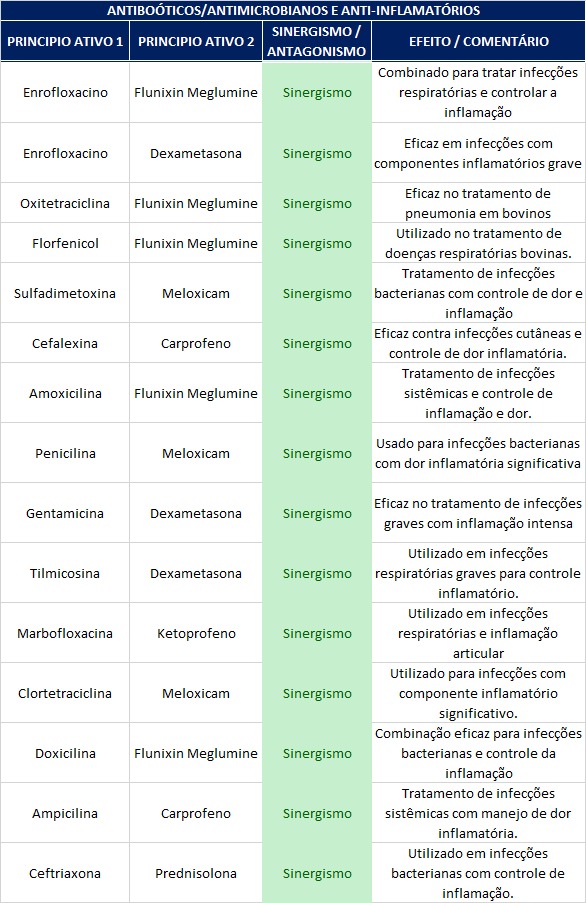 ANTIBOÓTICOS/ANTIMICROBIANOS E ANTI-INFLAMATÓRIOS
PRINCIPIO ATIVO 1 PRINCIPIO ATIVO 2 SINERGISMO / ANTAGONISMO EFEITO / COMENTÁRIO
Enrofloxacino Flunixin Meglumine Sinergismo Combinado para tratar infecções
respiratórias e controlar a
inflamação
Enrofloxacino Dexametasona Sinergismo Eficaz em infecções com
componentes inflamatórios grave
Oxitetraciclina Flunixin Meglumine Sinergismo Eficaz no tratamento de
pneumonia em bovinos
Florfenicol Flunixin Meglumine Sinergismo Utilizado no tratamento de
doenças respiratórias bovinas.
Sulfadimetoxina Meloxicam Sinergismo Tratamento de infecções
bacterianas com controle de dor e
inflamação
Cefalexina Carprofeno Sinergismo Eficaz contra infecções cutâneas e
controle de dor inflamatória.
Amoxicilina Flunixin Meglumine Sinergismo Tratamento de infecções
sistêmicas e controle de
inflamação e dor.
Penicilina Meloxicam Sinergismo Usado para infecções bacterianas
com dor inflamatória significativa
Gentamicina Dexametasona Sinergismo Eficaz no tratamento de infecções
graves com inflamação intensa
Tilmicosina Dexametasona Sinergismo Utilizado em infecções
respiratórias graves para controle
inflamatório.
Marbofloxacina Ketoprofeno Sinergismo Utilizado em infecções
respiratórias e inflamação
articular
Clortetraciclina Meloxicam Sinergismo Utilizado para infecções com
componente inflamatório
significativo.
Doxicilina Flunixin Meglumine Sinergismo Combinação eficaz para infecções
bacterianas e controle da
inflamação
Ampicilina Carprofeno Sinergismo Tratamento de infecções
sistêmicas com manejo de dor
inflamatória.
Ceftriaxona Prednisolona Sinergismo Utilizado em infecções
bacterianas com controle de
inflamação.